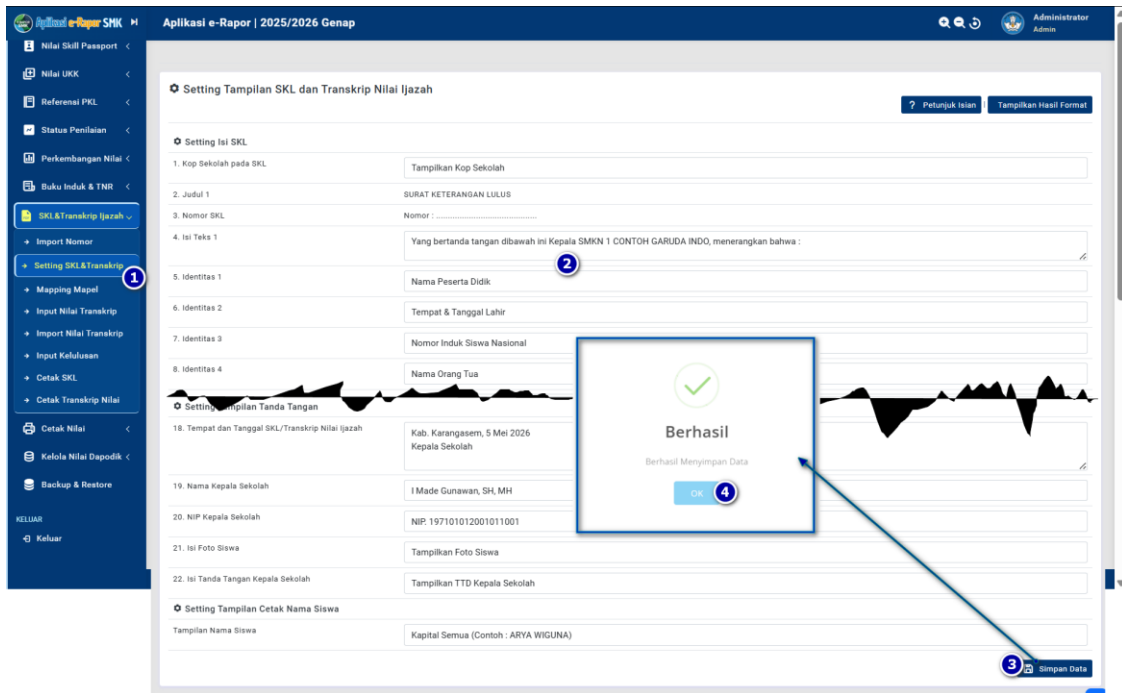 Aplikasi e-Rapor SMK
Aplikasi e-Rapor | 2025/2026 Genap
Administrator
Admin
Nilai Skill Passport
Nilai UKK
Referensi PKL
Status Penilaian
Perkembangan Nilai
Buku Induk & TNR
SKL&Transkrip Ijazah
Import Nomor
Setting SKL&Transkrip
1
Mapping Mapel
Input Nilai Transkrip
Import Nilai Transkrip
Input Kelulusan
Cetak SKL
Cetak Transkrip Nilai
Cetak Nilai
Kelola Nilai Dapodik
Backup & Restore
KELUAR
Keluar
Setting Tampilan SKL dan Transkrip Nilai Ijazah
? Petunjuk Isian
Tampilkan Hasil Format
Setting Isi SKL
1. Kop Sekolah pada SKL
Tampilkan Kop Sekolah
2. Judul 1
SURAT KETERANGAN LULUS
3. Nomor SKL
Nomor : ........................................
4. Isi Teks 1
Yang bertanda tangan dibawah ini Kepala SMKN 1 CONTOH GARUDA INDO, menerangkan bahwa :
2
5. Identitas 1
Nama Peserta Didik
6. Identitas 2
Tempat & Tanggal Lahir
7. Identitas 3
Nomor Induk Siswa Nasional
8. Identitas 4
Nama Orang Tua
Setting Tampilan Tanda Tangan
18. Tempat dan Tanggal SKL/Transkrip Nilai Ijazah
Kab. Karangasem, 5 Mei 2026
Kepala Sekolah
19. Nama Kepala Sekolah
I Made Gunawan, SH, MH
20. NIP Kepala Sekolah
NIP. 197101012001011001
21. Isi Foto Siswa
Tampilkan Foto Siswa
22. Isi Tanda Tangan Kepala Sekolah
Tampilkan TTD Kepala Sekolah
Setting Tampilan Cetak Nama Siswa
Tampilan Nama Siswa
Kapital Semua (Contoh : ARYA WIGUNA)
Berhasil
Berhasil Menyimpan Data
OK
4
3
Simpan Data